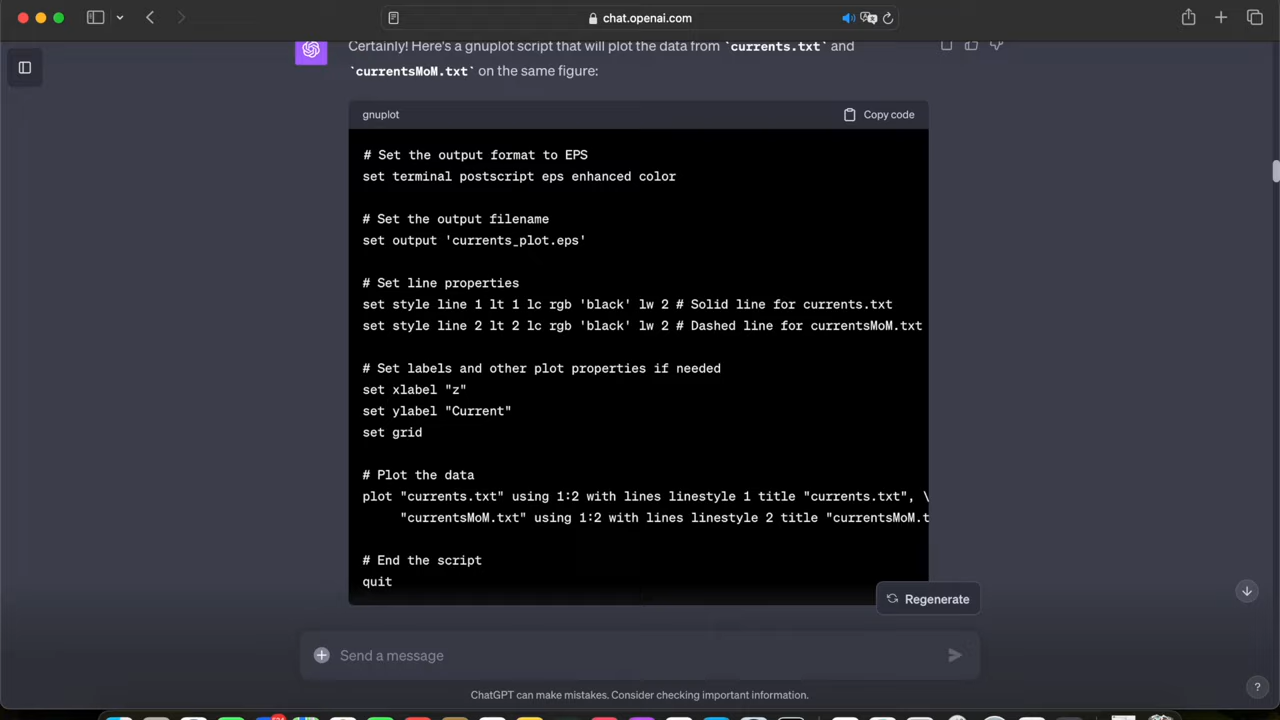 chat.openai.com
Certainly! Here's a gnuplot script that will plot the data from `currents.txt` and
`currentsMoM.txt` on the same figure:
gnuplot
Copy code
# Set the output format to EPS
set terminal postscript eps enhanced color
# Set the output filename
set output 'currents_plot.eps'
# Set line properties
set style line 1 lt 1 lc rgb 'black' lw 2 # Solid line for currents.txt
set style line 2 lt 2 lc rgb 'black' lw 2 # Dashed line for currentsMoM.txt
# Set labels and other plot properties if needed
set xlabel "z"
set ylabel "Current"
set grid
# Plot the data
plot "currents.txt" using 1:2 with lines linestyle 1 title "currents.txt", \
"currentsMoM.txt" using 1:2 with lines linestyle 2 title "currentsMoM.t
# End the script
quit
Regenerate
Send a message
ChatGPT can make mistakes. Consider checking important information.
?